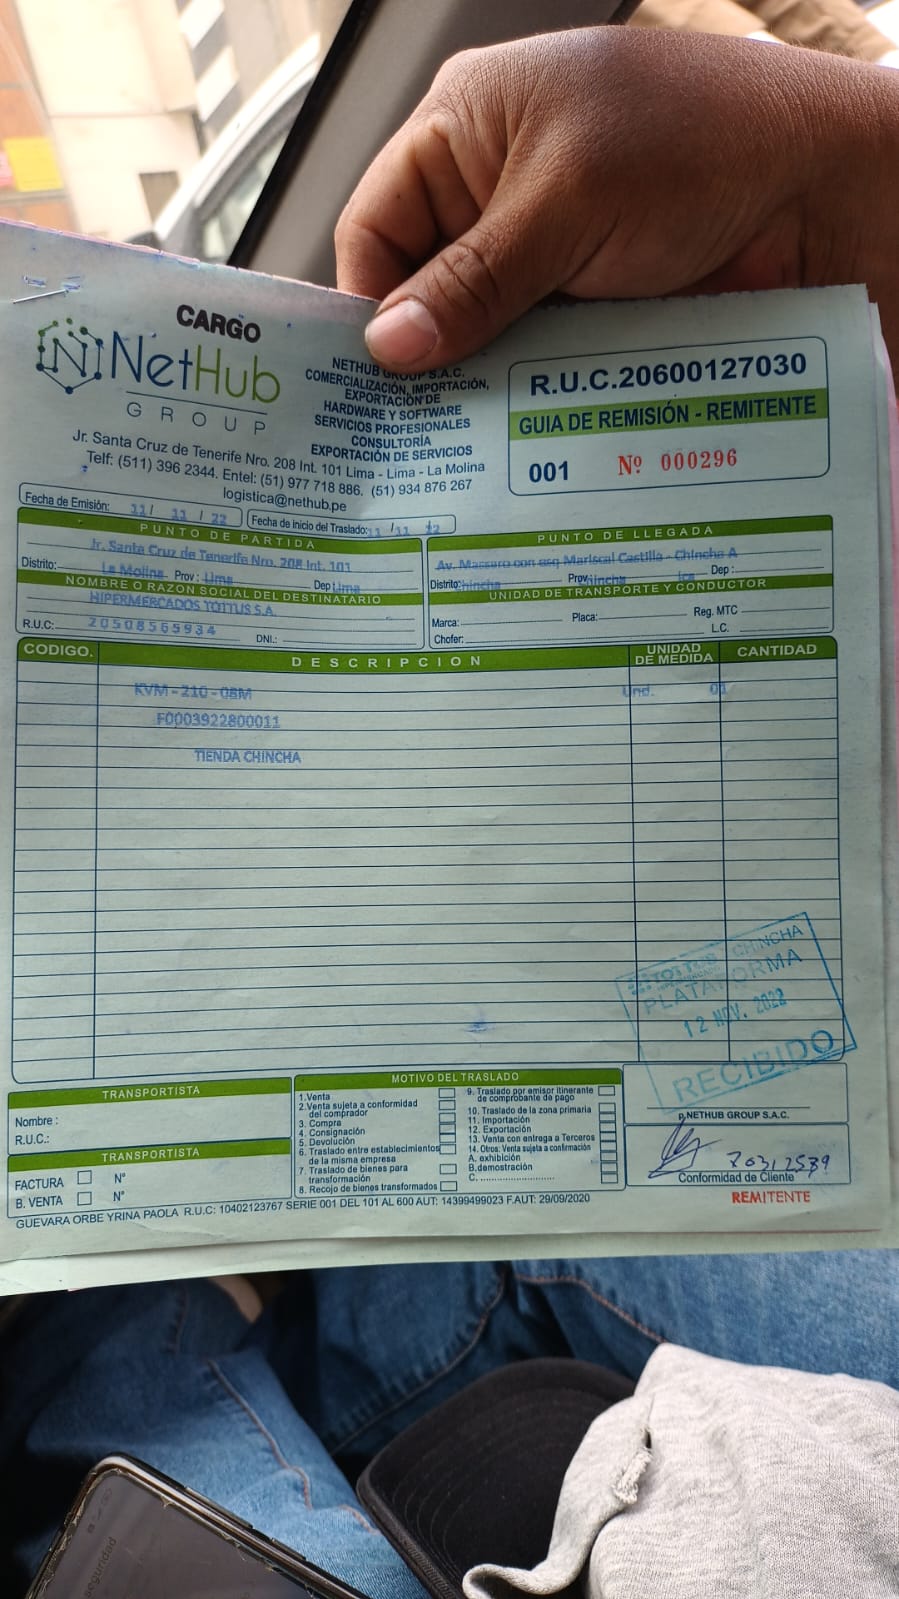 CARGO
NetHub
GROUP
NETHUB GROUP S.A.C.
COMERCIALIZACIÓN, IMPORTACIÓN,
EXPORTACIÓN DE
HARDWARE Y SOFTWARE
SERVICIOS PROFESIONALES
CONSULTORÍA
EXPORTACIÓN DE SERVICIOS
Jr. Santa Cruz de Tenerife Nro. 208 Int. 101 Lima - Lima - La Molina
Telf: (511) 396 2344. Entel: (51) 977 718 886. (51) 934 876 267
logistica@nethub.pe
R.U.C.20600127030
GUIA DE REMISIÓN - REMITENTE
001 Nº 000296
Fecha de Emisión: 11/ 11 / 22
Fecha de Inicio del Traslado: 11 / 11 22
PUNTO DE PARTIDA
Jr. Santa Cruz de Tenerife Nro. 208 Int. 101
Distrito: La Molina Prov : Lima Dep Lima
NOMBRE O RAZON SOCIAL DEL DESTINATARIO
HIPERMERCADOS TOTTUS S.A.
R.U.C: 20508565934 DNI.:
PUNTO DE LLEGADA
Av. Massaro con esq Mariscal Castilla - Chincha A
Distrito: Chincha Prov Chincha Ica Dep :
UNIDAD DE TRANSPORTE Y CONDUCTOR
Marca: Placa: Reg. MTC
Chofer: L.C.
CODIGO. DESCRIPCION UNIDAD DE MEDIDA CANTIDAD
KVM - 210 - 08M Und. 01
F0003922800011
TIENDA CHINCHA
TOTTUS CHINCHA
PLATAFORMA
12 NOV. 2022
RECIBIDO
TRANSPORTISTA
Nombre :
R.U.C.:
TRANSPORTISTA
FACTURA Nº
B. VENTA Nº
MOTIVO DEL TRASLADO
1.Venta
2.Venta sujeta a conformidad
del comprador
3. Compra
4. Consignación
5. Devolución
6. Traslado entre establecimientos
de la misma empresa
7. Traslado de bienes para
transformación
8. Recojo de bienes transformados
9. Traslado por emisor itinerante
de comprobante de pago
10. Traslado de la zona primaria
11. Importación
12. Exportación
13. Venta con entrega a Terceros
14. Otros: Venta sujeta a confirmación
A. exhibición
B.demostración
C.
p.NETHUB GROUP S.A.C.
70312539
Conformidad de Cliente
REMITENTE
GUEVARA ORBE YRINA PAOLA R.U.C: 10402123767 SERIE 001 DEL 101 AL 600 AUT: 14399499023 F.AUT: 29/09/2020
seguridad